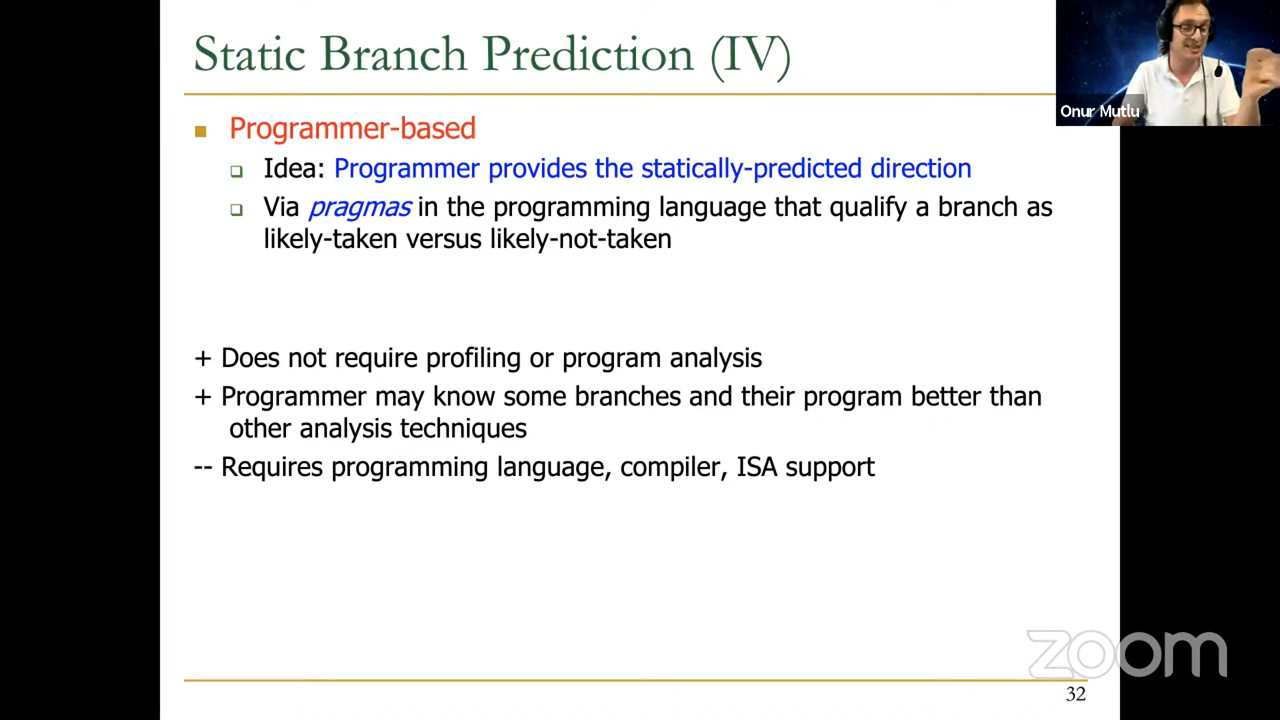 Static Branch Prediction (IV)
Onur Mutlu
Programmer-based
Idea: Programmer provides the statically-predicted direction
Via pragmas in the programming language that qualify a branch as
likely-taken versus likely-not-taken
+ Does not require profiling or program analysis
+ Programmer may know some branches and their program better than
other analysis techniques
-- Requires programming language, compiler, ISA support
zoom
32